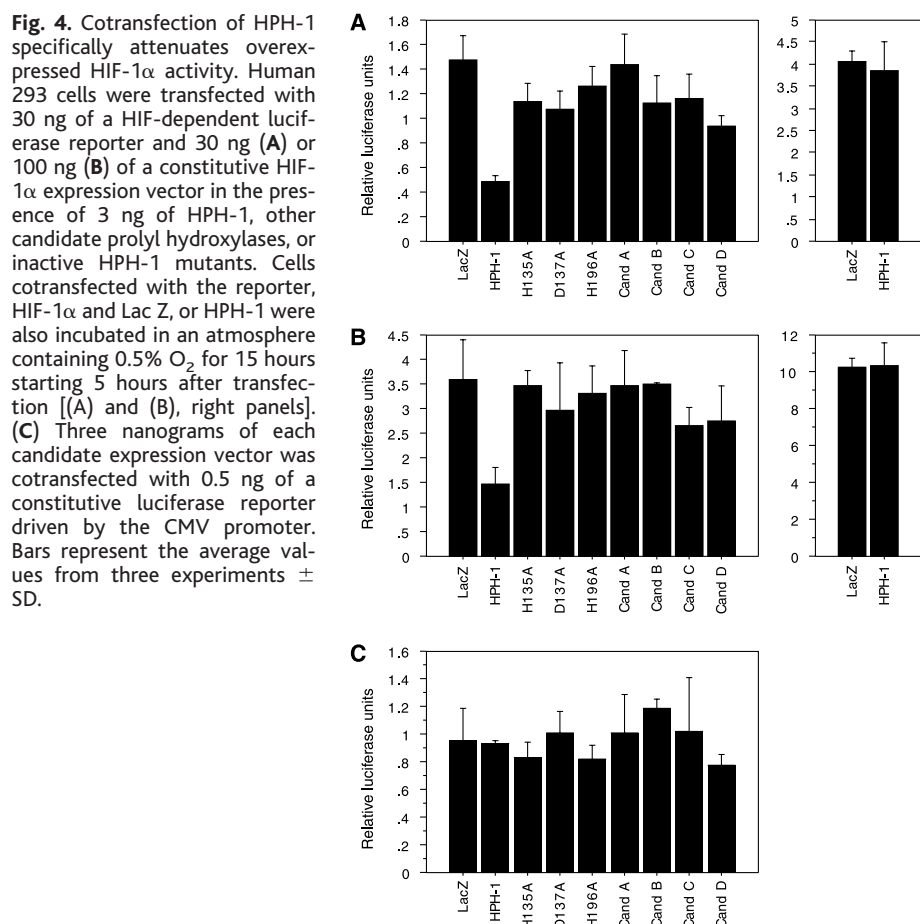 Fig. 4. Cotransfection of HPH-1
specifically attenuates overex-
pressed HIF-1α activity. Human
293 cells were transfected with
30 ng of a HIF-dependent lucif-
erase reporter and 30 ng (A) or
100 ng (B) of a constitutive HIF-
1α expression vector in the pres-
ence of 3 ng of HPH-1, other
candidate prolyl hydroxylases, or
inactive HPH-1 mutants. Cells
cotransfected with the reporter,
HIF-1α and Lac Z, or HPH-1 were
also incubated in an atmosphere
containing 0.5% O2 for 15 hours
starting 5 hours after transfec-
tion [(A) and (B), right panels].
(C) Three nanograms of each
candidate expression vector was
cotransfected with 0.5 ng of a
constitutive luciferase reporter
driven by the CMV promoter.
Bars represent the average val-
ues from three experiments ±
SD.
A
Relative luciferase units
1.8
1.6
1.4
1.2
1
.8
.6
.4
.2
0
LacZ
HPH-1
H135A
D137A
H196A
Cand A
Cand B
Cand C
Cand D
5
4.5
4
3.5
3
2.5
2
1.5
1
.5
0
LacZ
HPH-1
B
Relative luciferase units
4.5
4
3.5
3
2.5
2
1.5
1
.5
0
LacZ
HPH-1
H135A
D137A
H196A
Cand A
Cand B
Cand C
Cand D
12
10
8
6
4
2
0
LacZ
HPH-1
C
Relative luciferase units
1.6
1.4
1.2
1
.8
.6
.4
.2
0
LacZ
HPH-1
H135A
D137A
H196A
Cand A
Cand B
Cand C
Cand D